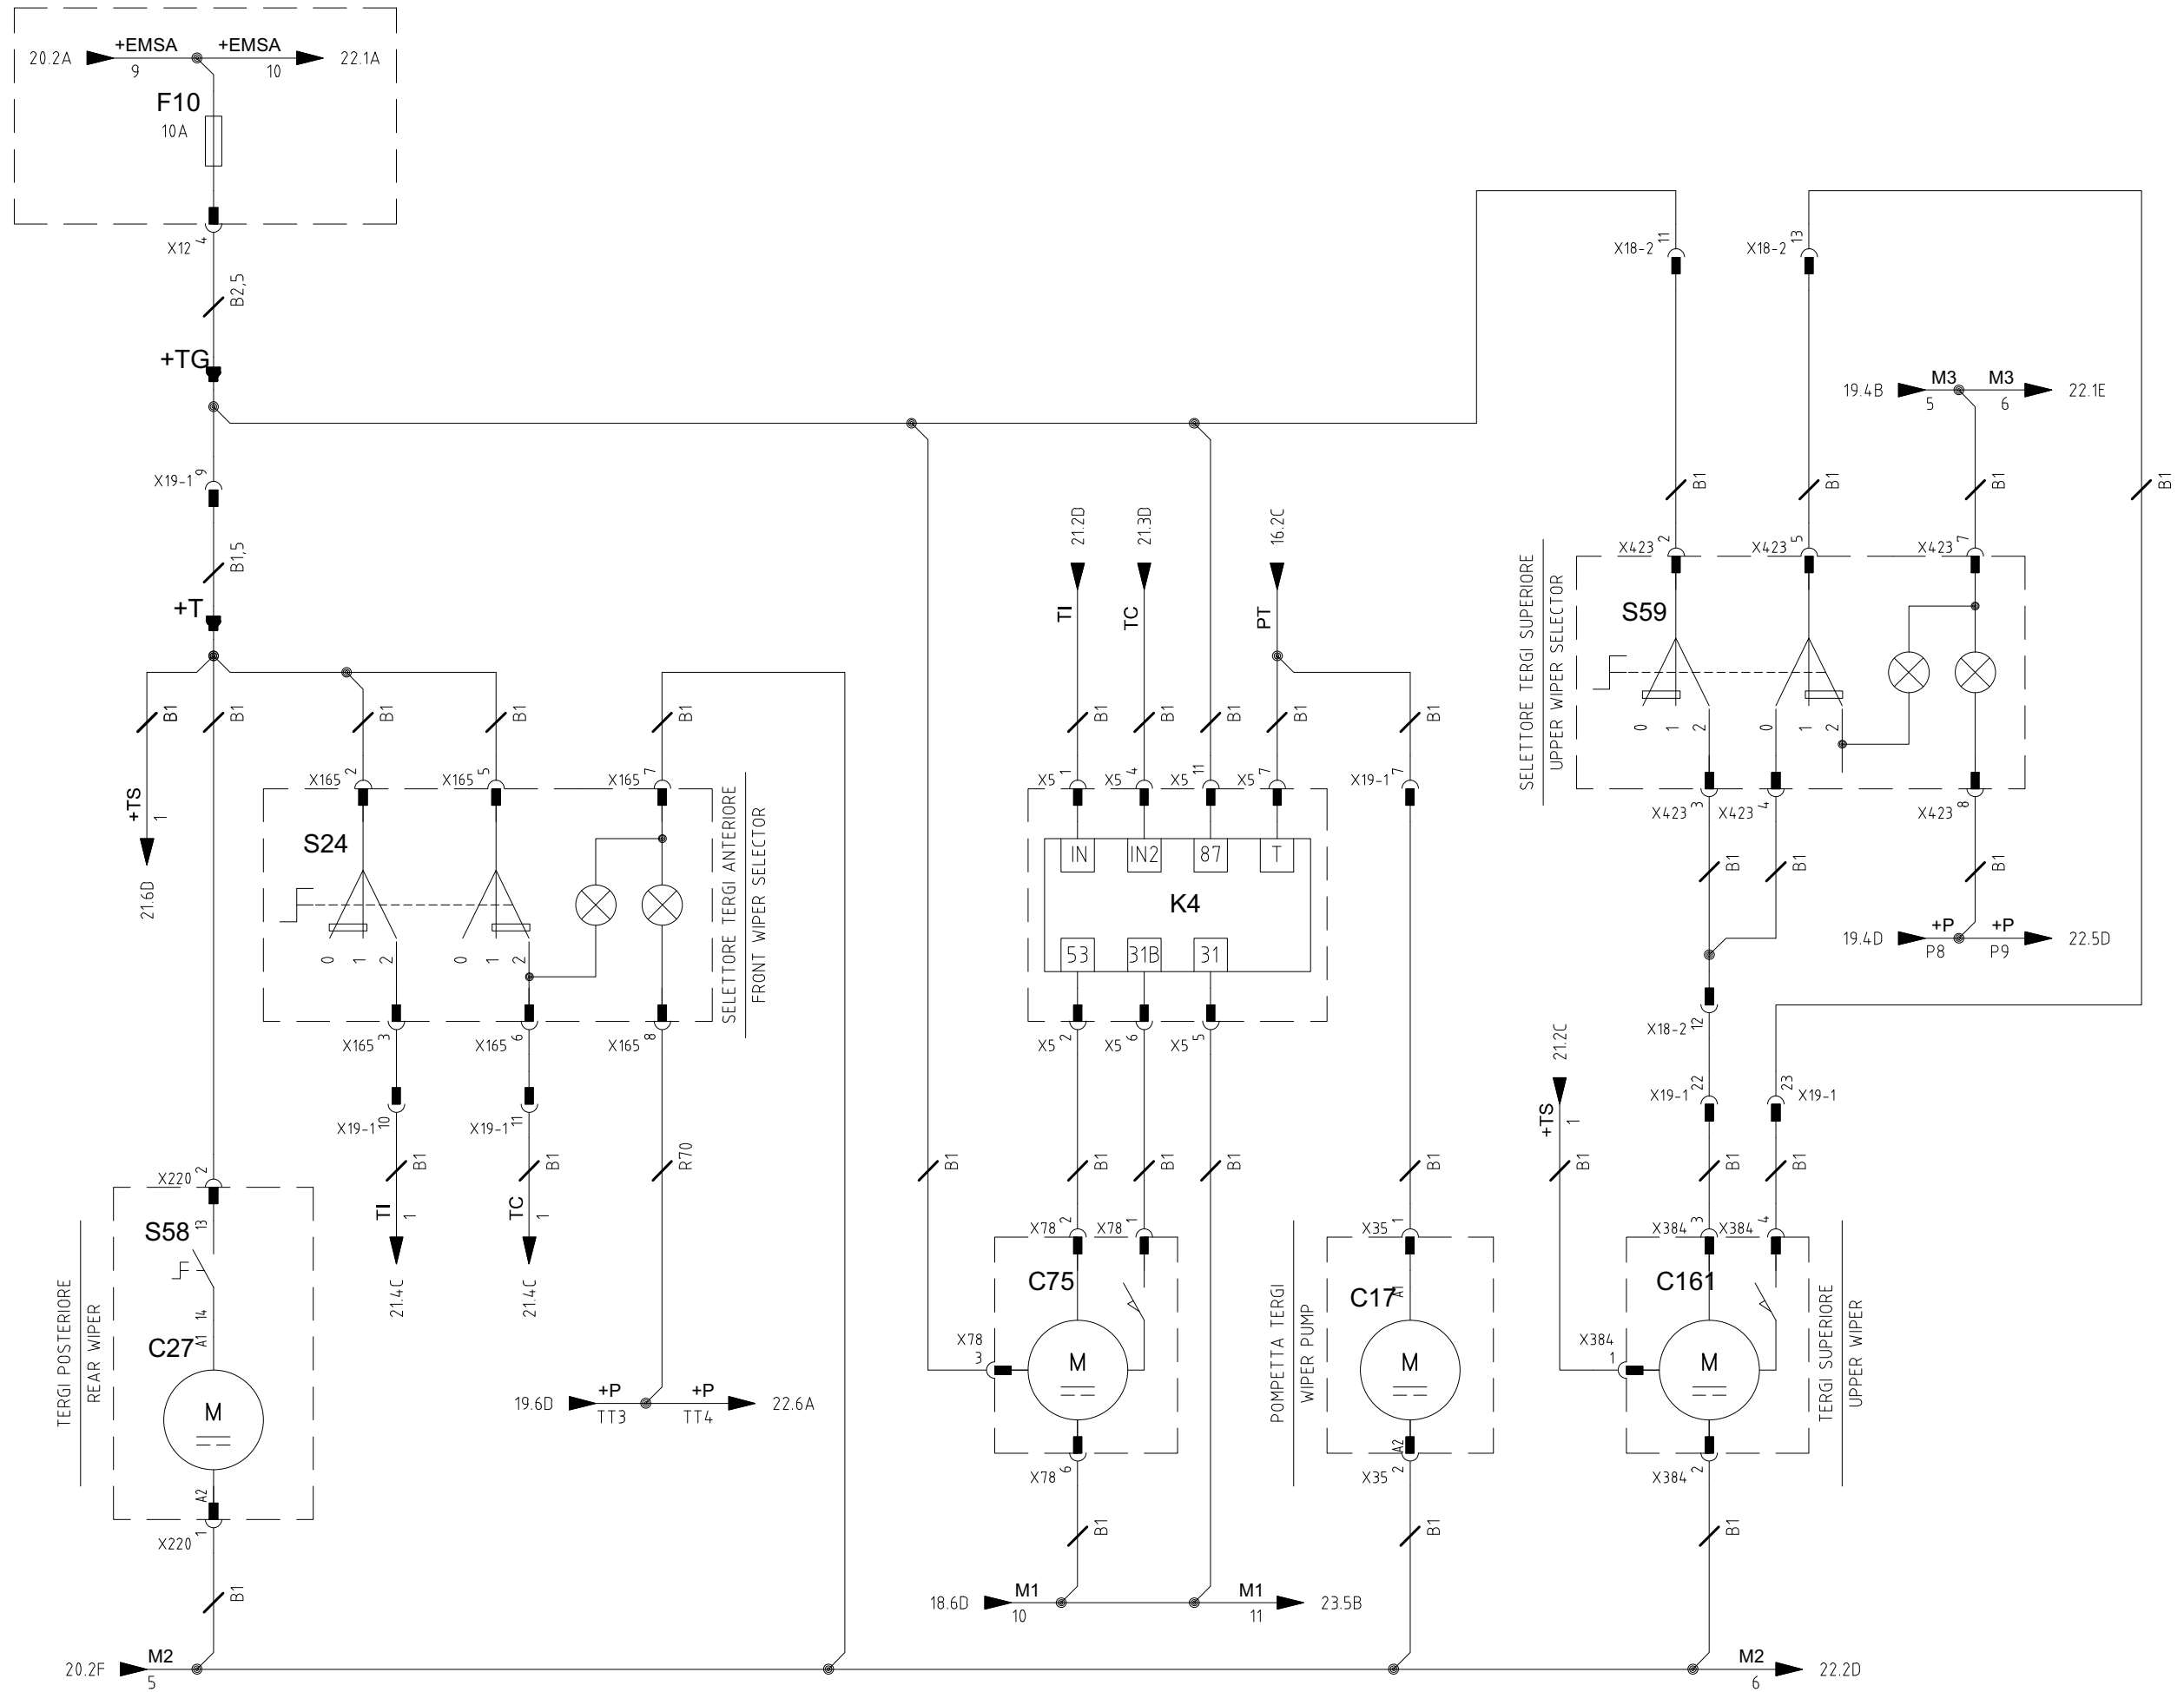 20.2A
+EMSA
9
+EMSA
10
22.1A
F10
10A
X12
4
B2,5
+TG
X19-1
9
B1,5
+T
B1
B1
B1
B1
B1
+TS
1
21.6D
X165
2
X165
5
X165
7
S24
0
1
2
0
1
2
SELETTORE TERGI ANTERIORE
FRONT WIPER SELECTOR
X165
3
X165
6
X165
8
X19-1
10
X19-1
11
B1
B1
R70
TI
1
TC
1
21.4C
21.4C
19.6D
+P
TT3
+P
TT4
22.6A
X220
2
S58
13
14
C27
A1
M
A2
X220
1
TERGI POSTERIORE
REAR WIPER
B1
20.2F
M2
5
21.2D
21.3D
16.2C
TI
TC
PT
B1
B1
B1
B1
B1
X5
1
X5
4
X5
11
X5
7
X19-1
7
IN
IN2
87
T
K4
53
31B
31
X5
2
X5
6
X5
5
B1
B1
B1
B1
B1
X78
2
X78
1
C75
X78
3
M
X78
6
B1
18.6D
M1
10
M1
11
23.5B
POMPETTA TERGI
WIPER PUMP
X35
1
C17
A1
M
A2
X35
2
B1
X18-2
11
X18-2
13
19.4B
M3
5
M3
6
22.1E
B1
B1
B1
B1
X423
2
X423
5
X423
7
SELETTORE TERGI SUPERIORE
UPPER WIPER SELECTOR
S59
0
1
2
0
1
2
X423
3
X423
4
X423
8
B1
B1
B1
19.4D
+P
P8
+P
P9
22.5D
X18-2
12
21.2C
+TS
1
X19-1
22
23
X19-1
B1
B1
B1
X384
3
X384
4
C161
X384
1
M
X384
2
TERGI SUPERIORE
UPPER WIPER
B1
M2
6
22.2D